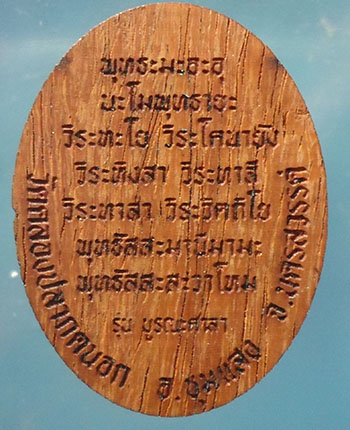 พุทธะมะอะอุ
นะโมพุทธายะ
วิระทะโย วิระโคนายัง
วิระหิงสา วิระทาสี
วิระทาสา วิระอิตถิโย
พุทธัสสะมานีมามะ
พุทธัสสะสะวาโหม
รุ่น บูรณะศาลา
วัดคลองปลากดนอก อ.ชุมแสง จ.นครสวรรค์